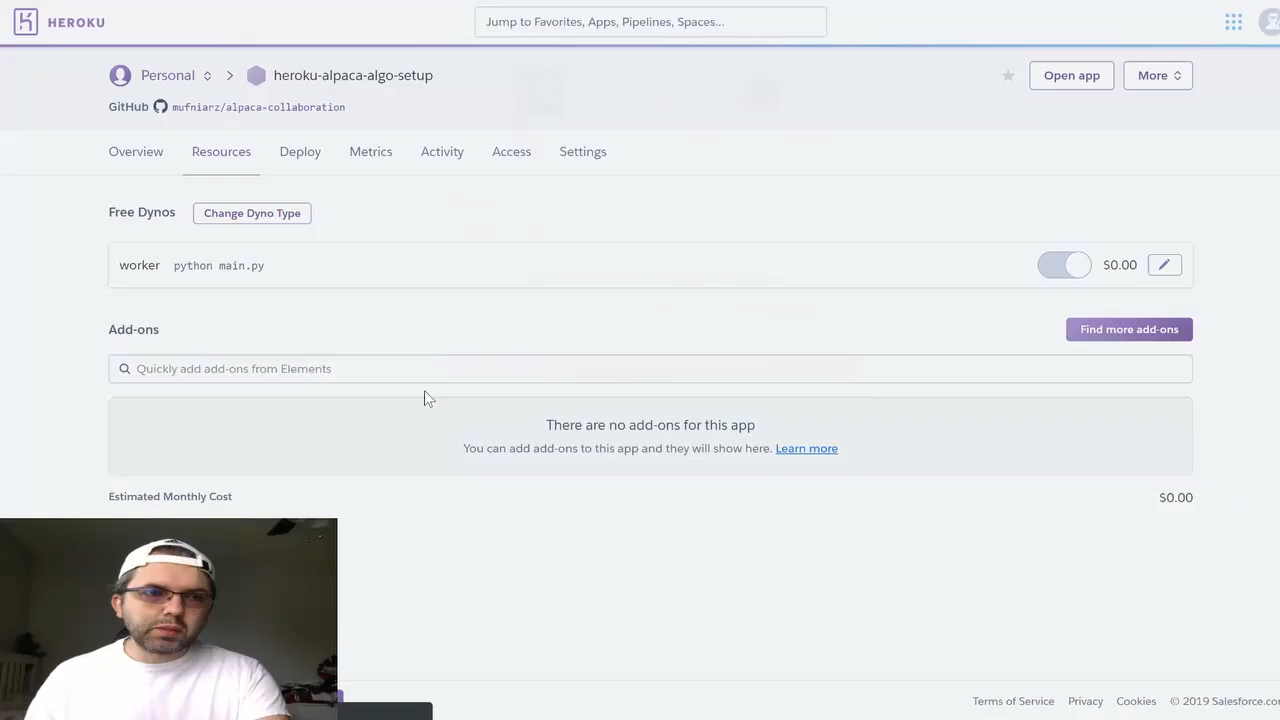 HEROKU
Jump to Favorites, Apps, Pipelines, Spaces...
Personal
heroku-alpaca-algo-setup
Open app
More
GitHub mufniarz/alpaca-collaboration
Overview Resources Deploy Metrics Activity Access Settings
Free Dynos
Change Dyno Type
worker python main.py
$0.00
Add-ons
Find more add-ons
Quickly add add-ons from Elements
There are no add-ons for this app
You can add add-ons to this app and they will show here. Learn more
Estimated Monthly Cost
$0.00
Terms of Service Privacy Cookies © 2019 Salesforce.co